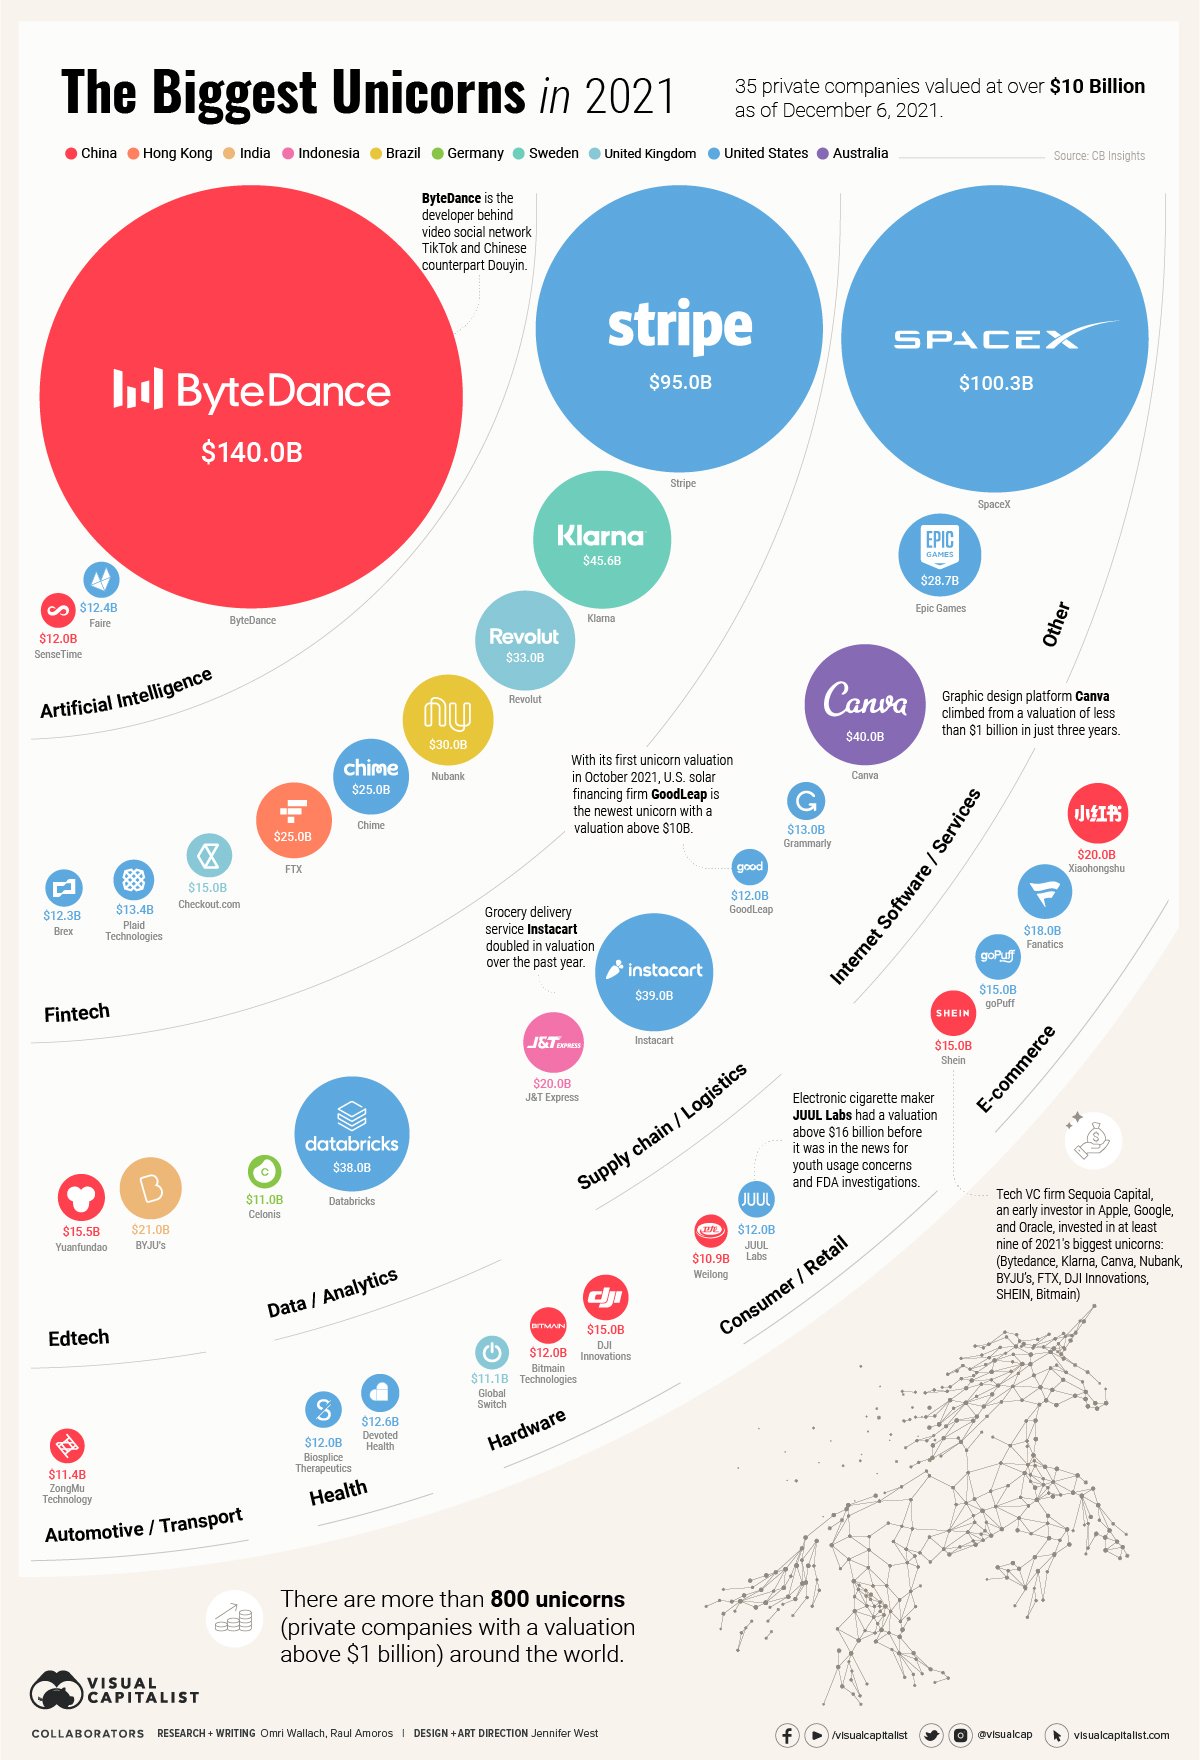 The Biggest Unicorns in 2021
35 private companies valued at over $10 Billion
as of December 6, 2021.
China
Hong Kong
India
Indonesia
Brazil
Germany
Sweden
United Kingdom
United States
Australia
Source: CB Insights
ByteDance is the
developer behind
video social network
TikTok and Chinese
counterpart Douyin.
ByteDance
$140.0B
ByteDance
$12.4B
Faire
$12.0B
SenseTime
Artificial Intelligence
stripe
$95.0B
Stripe
Klarna
$45.6B
Klarna
Revolut
$33.0B
Revolut
nu
$30.0B
Nubank
chime
$25.0B
Chime
$25.0B
FTX
$15.0B
Checkout.com
$13.4B
Plaid
Technologies
$12.3B
Brex
Fintech
SPACEX
$100.3B
SpaceX
EPIC
GAMES
$28.7B
Epic Games
Other
Canva
$40.0B
Canva
Graphic design platform Canva
climbed from a valuation of less
than $1 billion in just three years.
G
$13.0B
Grammarly
With its first unicorn valuation
in October 2021, U.S. solar
financing firm GoodLeap is
the newest unicorn with a
valuation above $10B.
good
$12.0B
GoodLeap
Internet Software / Services
小红书
$20.0B
Xiaohongshu
$18.0B
Fanatics
goPuff
$15.0B
goPuff
SHEIN
$15.0B
Shein
E-commerce
Grocery delivery
service Instacart
doubled in valuation
over the past year.
instacart
$39.0B
Instacart
J&T EXPRESS
$20.0B
J&T Express
Supply chain / Logistics
databricks
$38.0B
Databricks
C
$11.0B
Celonis
Data / Analytics
$15.5B
Yuanfundao
B
$21.0B
BYJU's
Edtech
Electronic cigarette maker
JUUL Labs had a valuation
above $16 billion before
it was in the news for
youth usage concerns
and FDA investigations.
JUUL
$12.0B
JUUL
Labs
$10.9B
Weilong
Consumer / Retail
dji
$15.0B
DJI
Innovations
BITMAIN
$12.0B
Bitmain
Technologies
$11.1B
Global
Switch
Hardware
$12.6B
Devoted
Health
$12.0B
Biosplice
Therapeutics
Health
$11.4B
ZongMu
Technology
Automotive / Transport
$
Tech VC firm Sequoia Capital,
an early investor in Apple, Google,
and Oracle, invested in at least
nine of 2021's biggest unicorns:
(Bytedance, Klarna, Canva, Nubank,
BYJU's, FTX, DJI Innovations,
SHEIN, Bitmain)
There are more than 800 unicorns
(private companies with a valuation
above $1 billion) around the world.
VISUAL
CAPITALIST
COLLABORATORS RESEARCH + WRITING Omri Wallach, Raul Amoros | DESIGN + ART DIRECTION Jennifer West
/visualcapitalist
@visualcap
visualcapitalist.com